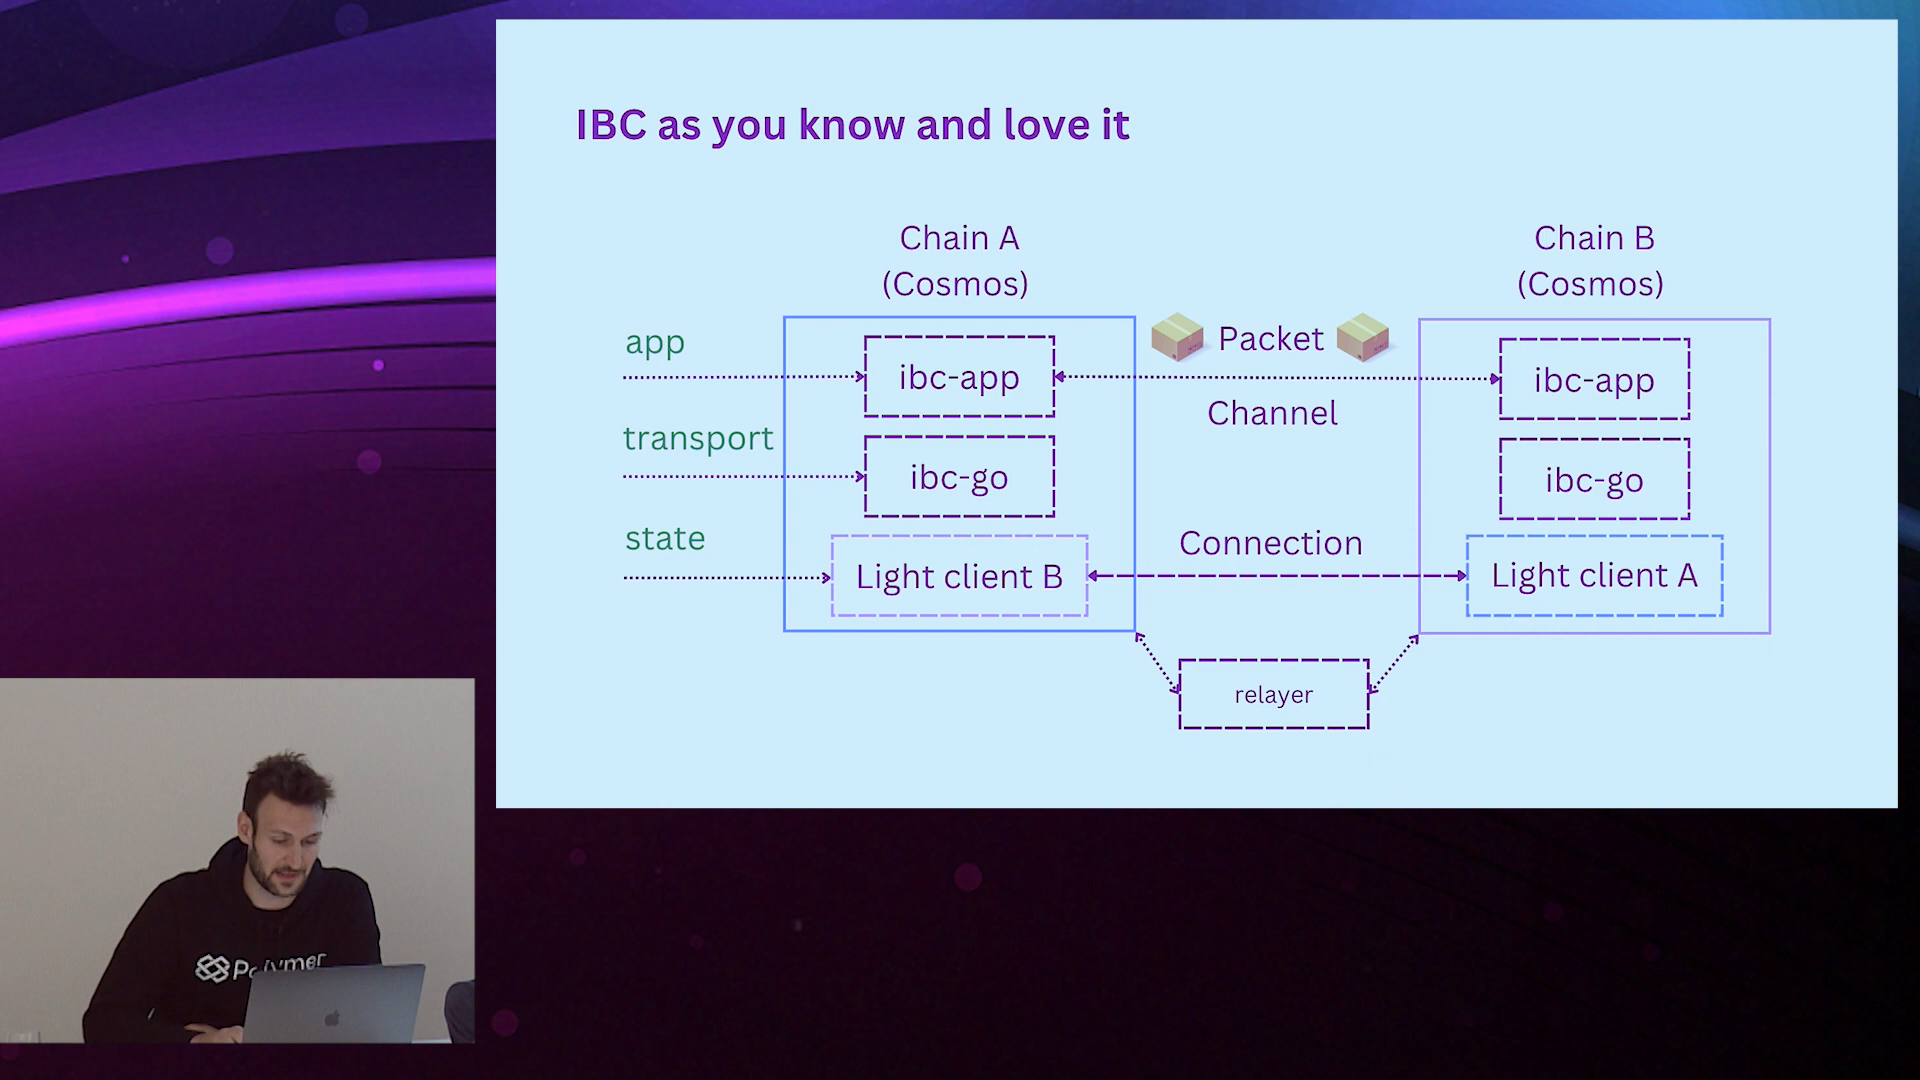 IBC as you know and love it
Chain A
(Cosmos)
Chain B
(Cosmos)
app
transport
state
ibc-app
ibc-go
Light client B
Packet
Channel
Connection
ibc-app
ibc-go
Light client A
relayer
Polymer